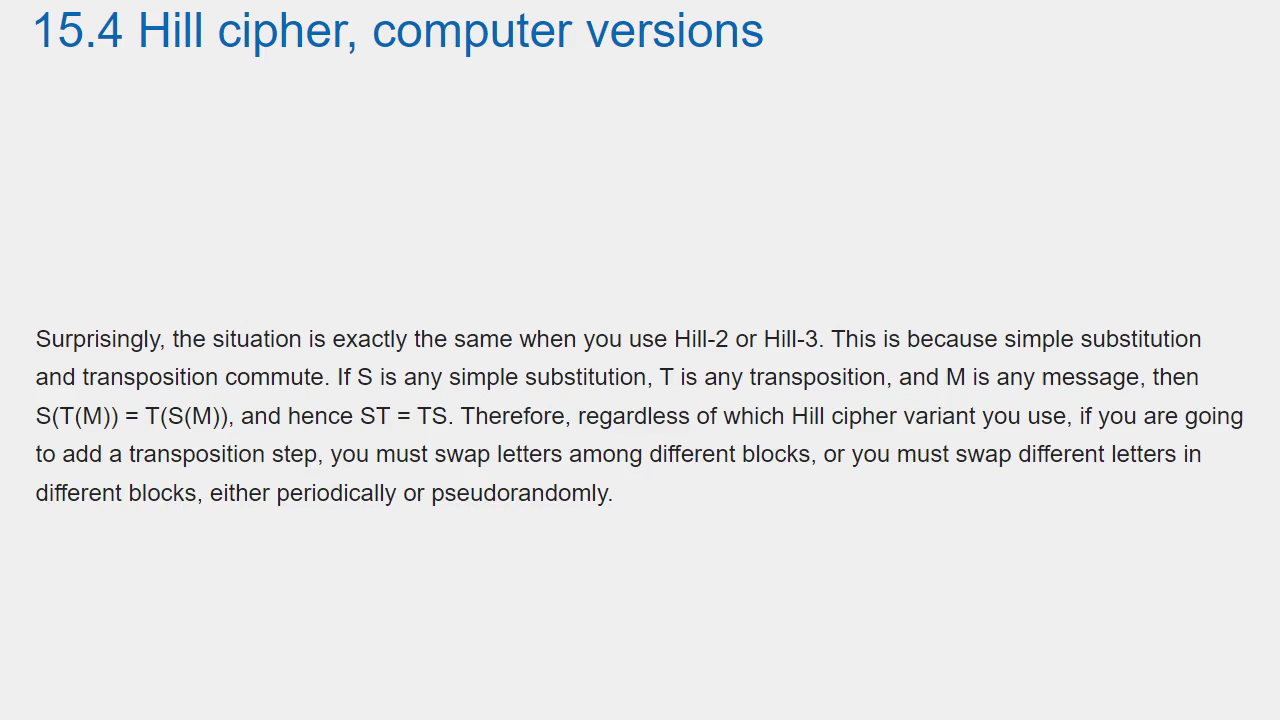 15.4 Hill cipher, computer versions
Surprisingly, the situation is exactly the same when you use Hill-2 or Hill-3. This is because simple substitution
and transposition commute. If S is any simple substitution, T is any transposition, and M is any message, then
S(T(M)) = T(S(M)), and hence ST = TS. Therefore, regardless of which Hill cipher variant you use, if you are going
to add a transposition step, you must swap letters among different blocks, or you must swap different letters in
different blocks, either periodically or pseudorandomly.